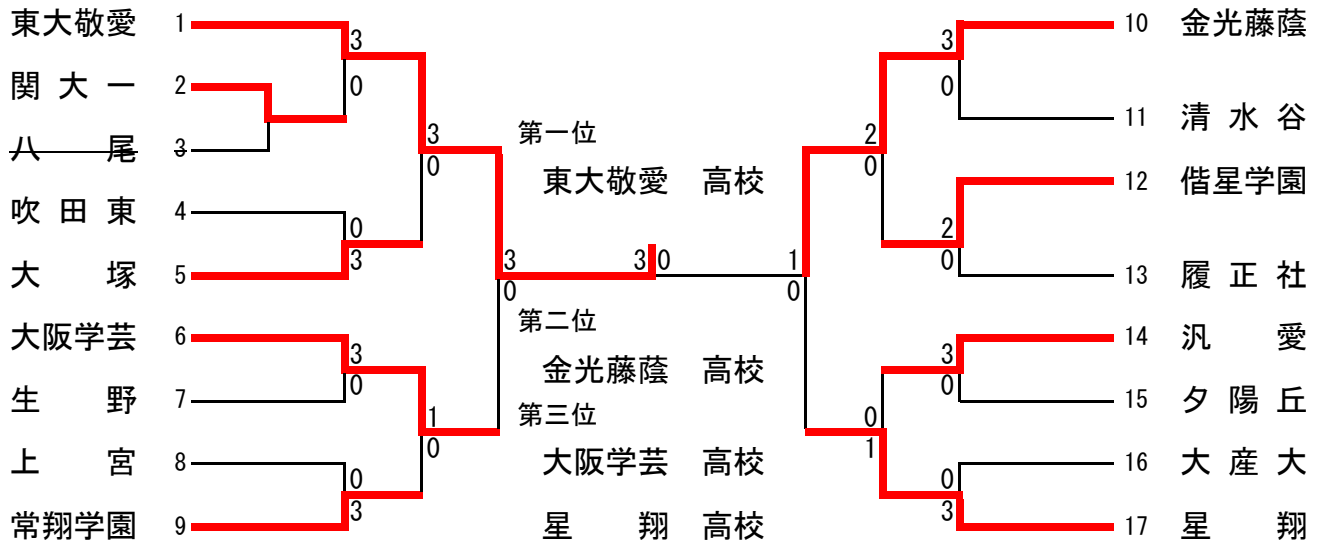 東大敬愛 1
関大一 2
八尾 3
吹田東 4
大塚 5
大阪学芸 6
生野 7
上宮 8
常翔学園 9
3
0
0
3
3
0
0
3
3
0
1
0
3
0
3 0
第一位
東大敬愛 高校
第二位
金光藤蔭 高校
第三位
大阪学芸 高校
星翔 高校
1
0
2
0
0
1
3
0
2
0
3
0
0
3
10 金光藤蔭
11 清水谷
12 偕星学園
13 履正社
14 汎愛
15 夕陽丘
16 大産大
17 星翔